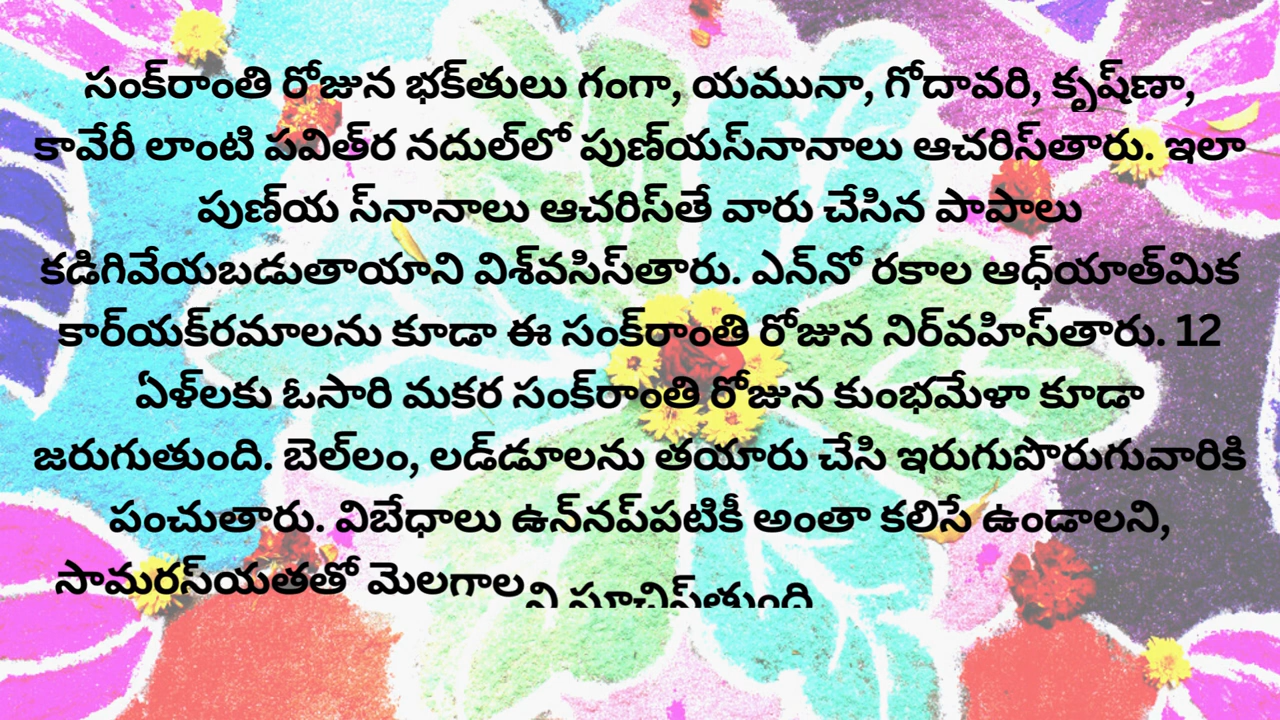 సంక్‌రాంతి రోజున భక్‌తులు గంగా, యమునా, గోదావరి, కృష్‌ణా,
కావేరీ లాంటి పవిత్‌ర నదుల్‌లో పుణ్‌యస్‌నానాలు ఆచరిస్‌తారు. ఇలా
పుణ్‌య స్‌నానాలు ఆచరిస్‌తే వారు చేసిన పాపాలు
కడిగివేయబడుతాయాని విశ్‌వసిస్‌తారు. ఎన్‌నో రకాల ఆధ్‌యాత్‌మిక
కార్‌యక్‌రమాలను కూడా ఈ సంక్‌రాంతి రోజున నిర్‌వహిస్‌తారు. 12
ఏళ్‌లకు ఓసారి మకర సంక్‌రాంతి రోజున కుంభమేళా కూడా
జరుగుతుంది. బెల్‌లం, లడ్‌డూలను తయారు చేసి ఇరుగుపొరుగువారికి
పంచుతారు. విబేధాలు ఉన్‌నప్‌పటికీ అంతా కలిసే ఉండాలని,
సామరస్‌యతతో మెలగాలని సూచిస్‌తుంది